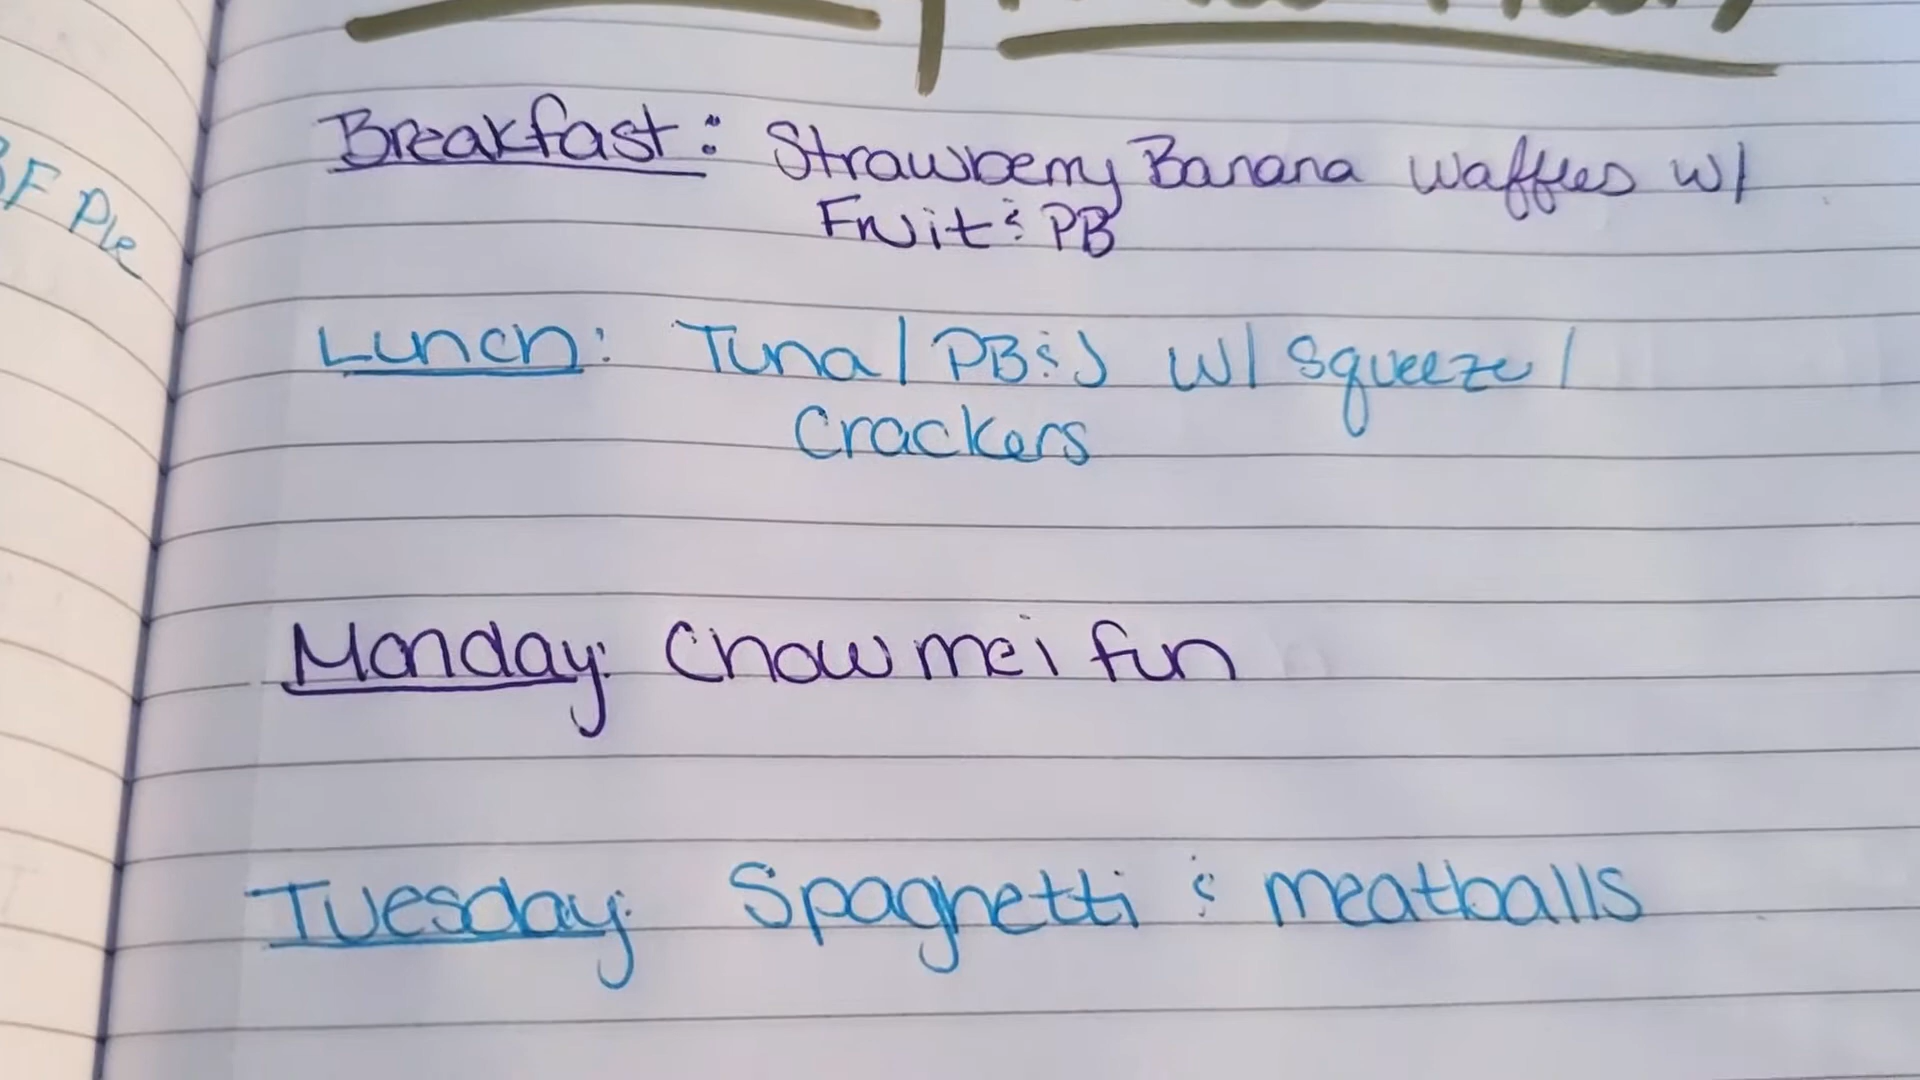 Breakfast: Strawberry Banana Waffles w/
Fruit & PB
Lunch: Tuna/PB&J w/ Squeeze/
Crackers
Monday: Chow mei fun
Tuesday: Spaghetti & meatballs